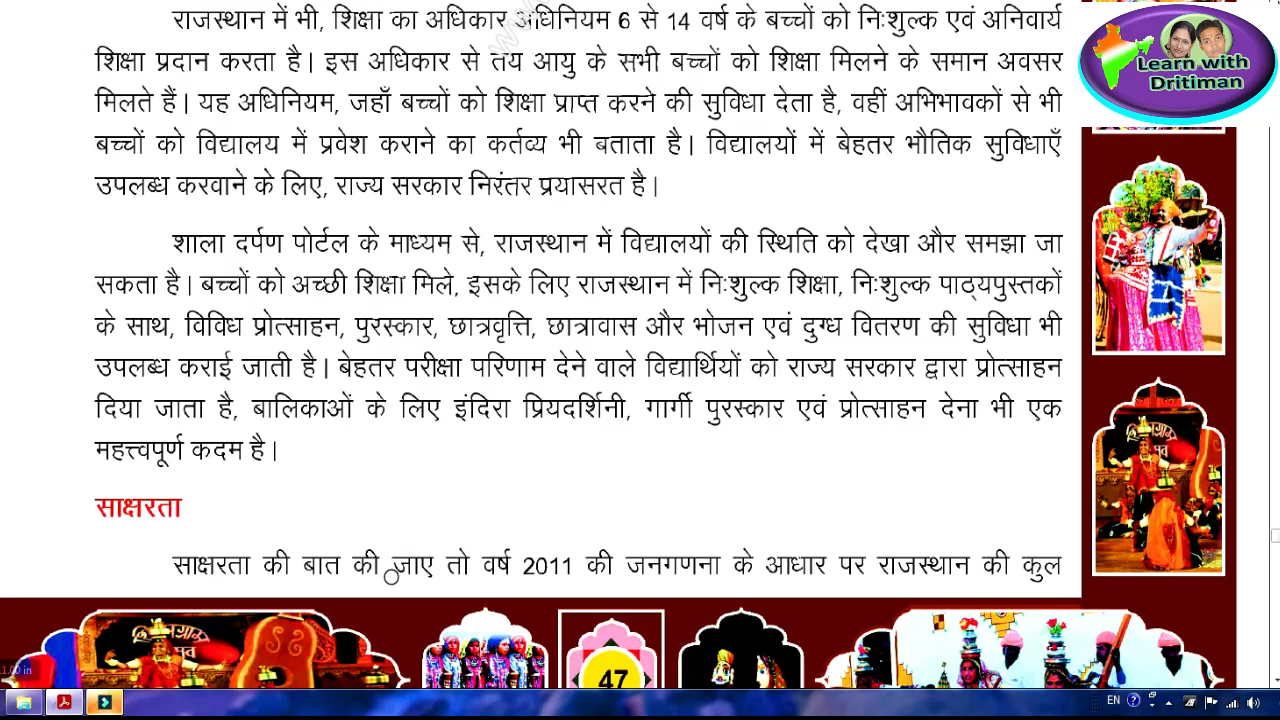 राजस्थान में भी, शिक्षा का अधिकार अधिनियम 6 से 14 वर्ष के बच्चों को निःशुल्क एवं अनिवार्य
शिक्षा प्रदान करता है। इस अधिकार से तय आयु के सभी बच्चों को शिक्षा मिलने के समान अवसर
मिलते हैं। यह अधिनियम, जहाँ बच्चों को शिक्षा प्राप्त करने की सुविधा देता है, वहीं अभिभावकों से भी
बच्चों को विद्यालय में प्रवेश कराने का कर्तव्य भी बताता है। विद्यालयों में बेहतर भौतिक सुविधाएँ
उपलब्ध करवाने के लिए, राज्य सरकार निरंतर प्रयासरत है।
शाला दर्पण पोर्टल के माध्यम से, राजस्थान में विद्यालयों की स्थिति को देखा और समझा जा
सकता है। बच्चों को अच्छी शिक्षा मिले, इसके लिए राजस्थान में निःशुल्क शिक्षा, निःशुल्क पाठ्यपुस्तकों
के साथ, विविध प्रोत्साहन, पुरस्कार, छात्रवृत्ति, छात्रावास और भोजन एवं दुग्ध वितरण की सुविधा भी
उपलब्ध कराई जाती है। बेहतर परीक्षा परिणाम देने वाले विद्यार्थियों को राज्य सरकार द्वारा प्रोत्साहन
दिया जाता है, बालिकाओं के लिए इंदिरा प्रियदर्शिनी, गार्गी पुरस्कार एवं प्रोत्साहन देना भी एक
महत्त्वपूर्ण कदम है।
साक्षरता
साक्षरता की बात की जाए तो वर्ष 2011 की जनगणना के आधार पर राजस्थान की कुल
47
Learn with
Dritiman
EN